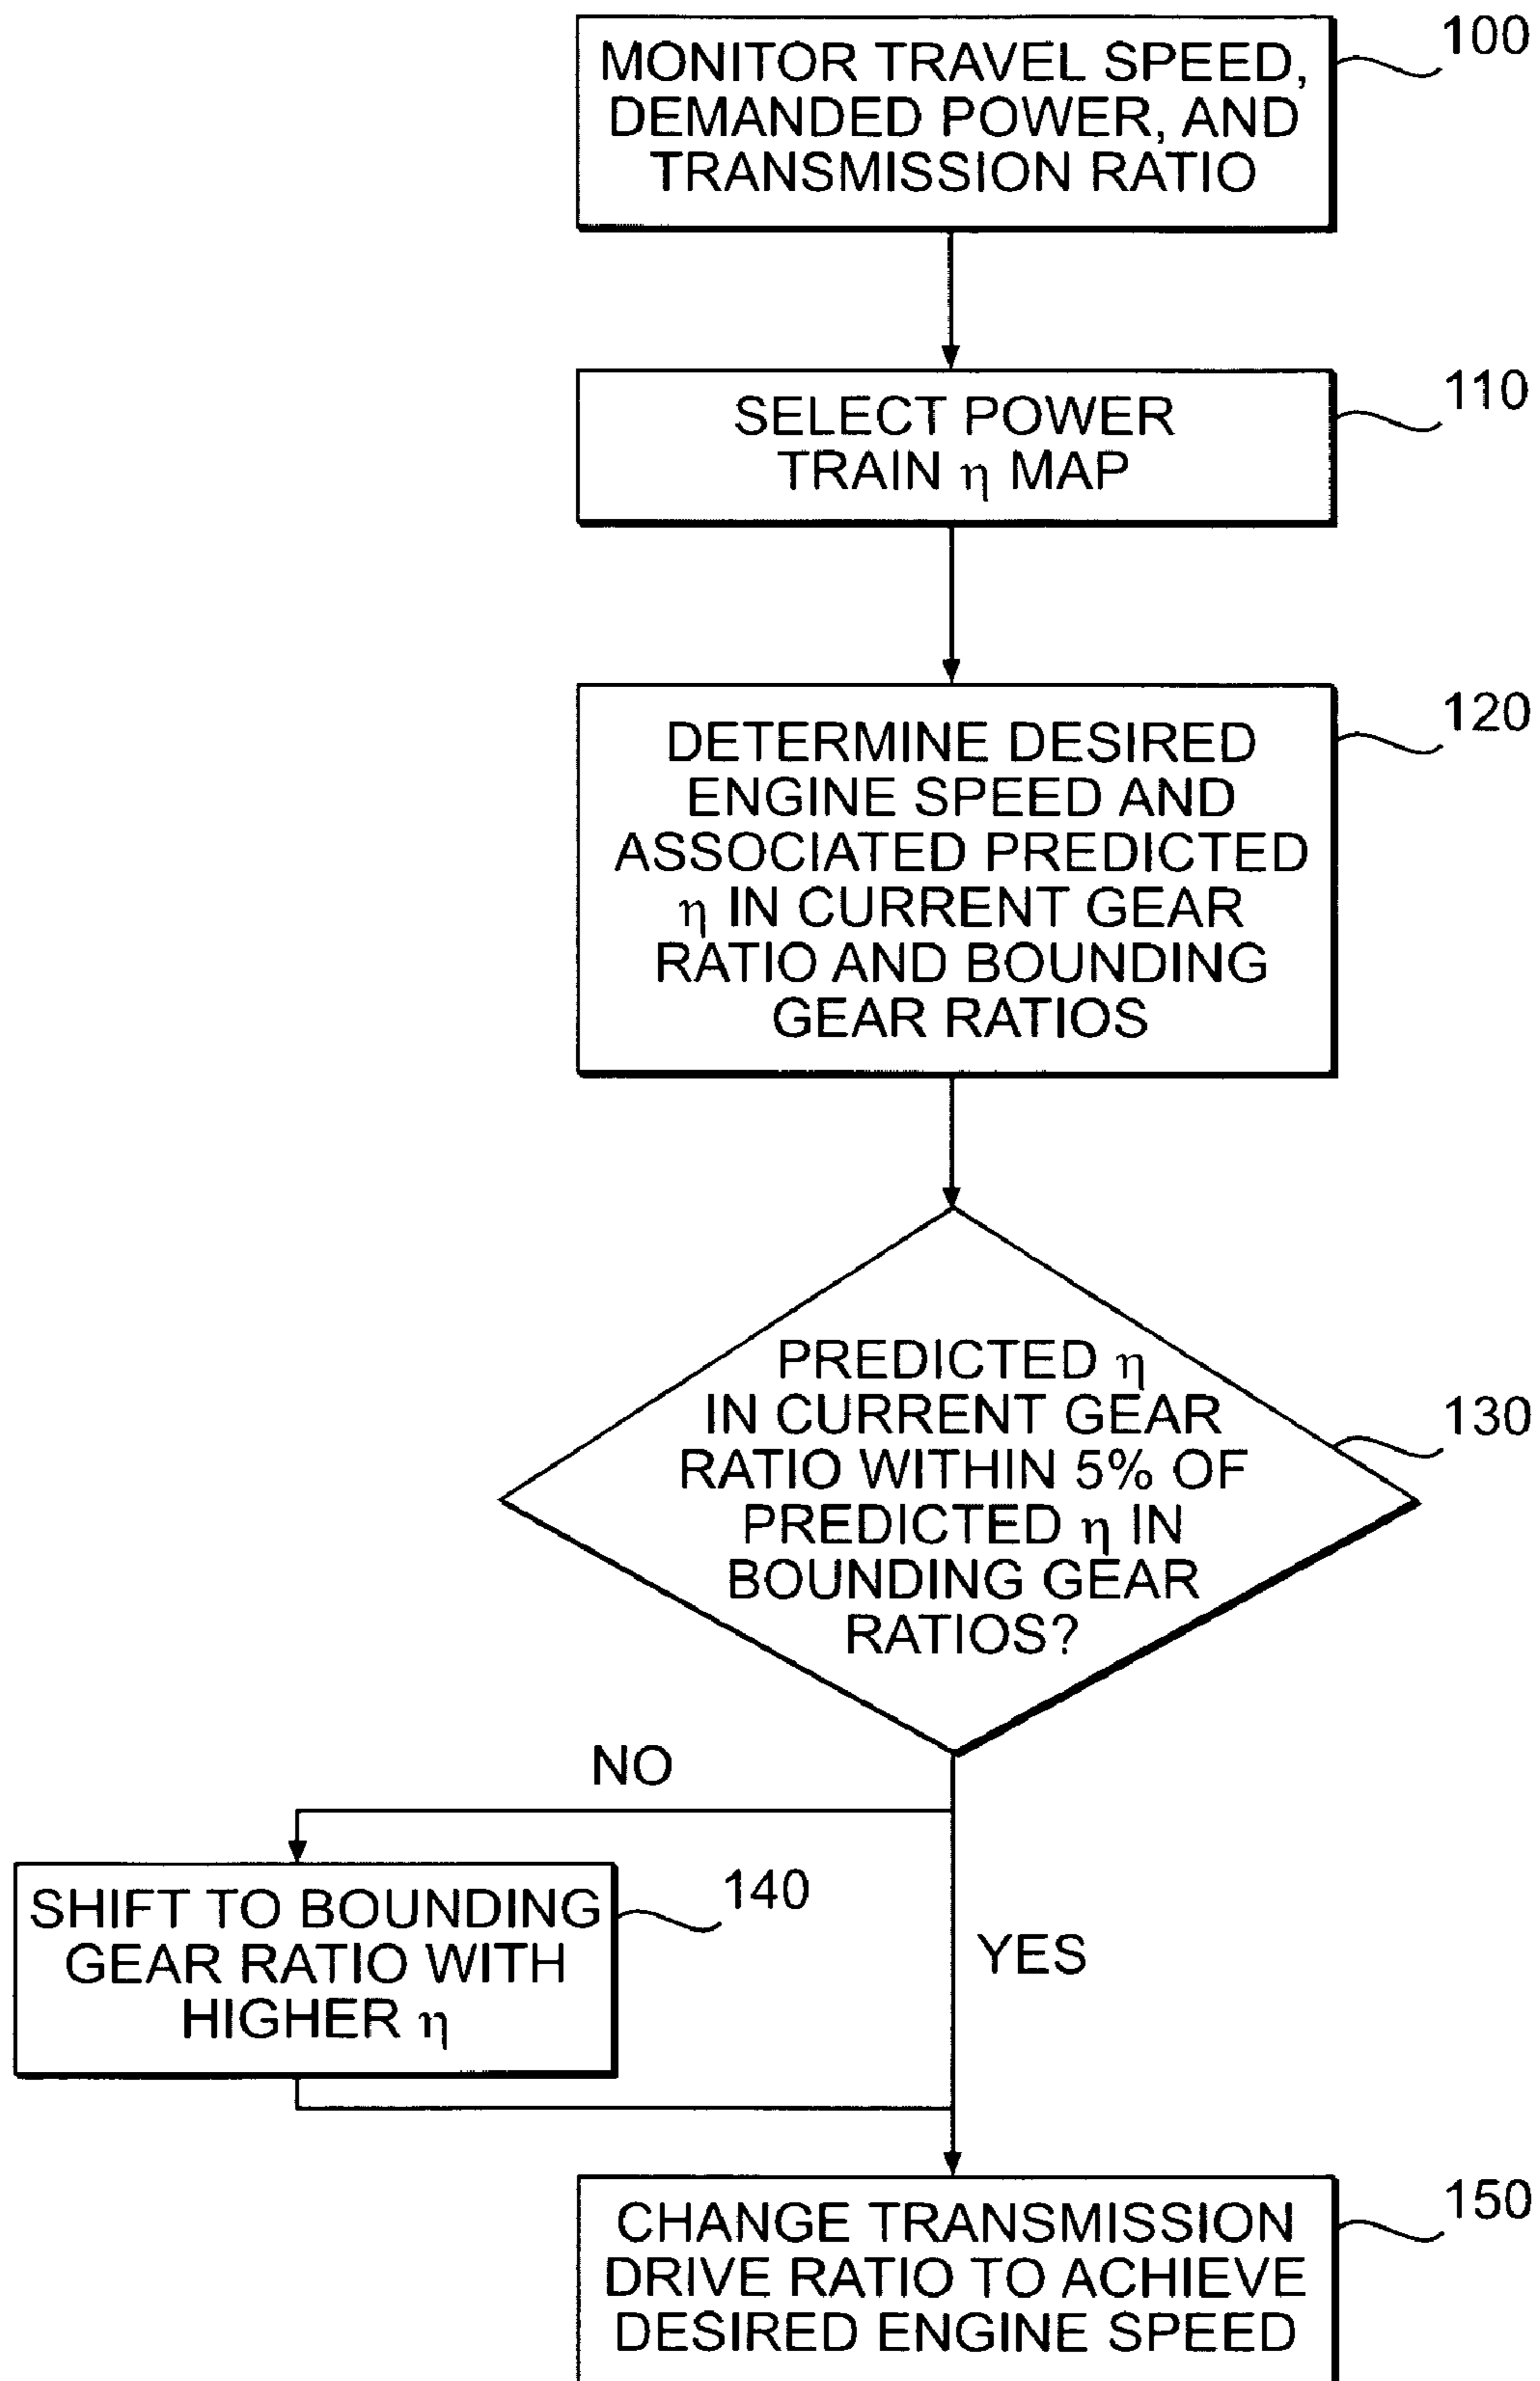 100
MONITOR TRAVEL SPEED,
DEMANDED POWER, AND
TRANSMISSION RATIO
110
SELECT POWER
TRAIN η MAP
120
DETERMINE DESIRED
ENGINE SPEED AND
ASSOCIATED PREDICTED
η IN CURRENT GEAR
RATIO AND BOUNDING
GEAR RATIOS
130
PREDICTED η
IN CURRENT GEAR
RATIO WITHIN 5% OF
PREDICTED η IN
BOUNDING GEAR
RATIOS?
NO
140
SHIFT TO BOUNDING
GEAR RATIO WITH
HIGHER η
YES
150
CHANGE TRANSMISSION
DRIVE RATIO TO ACHIEVE
DESIRED ENGINE SPEED